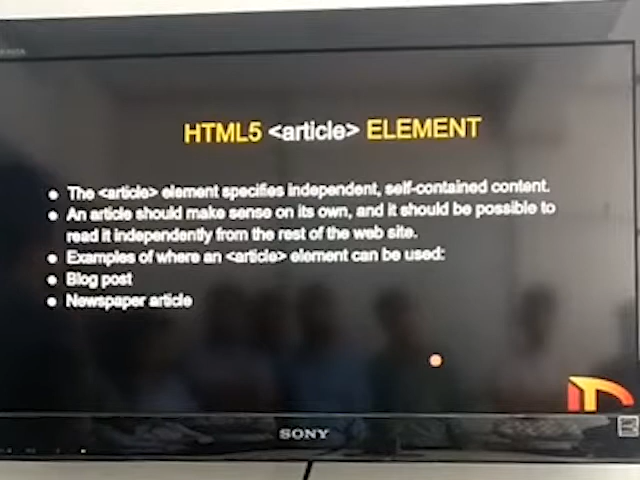 HTML5 <article> ELEMENT
● The <article> element specifies independent, self-contained content.
● An article should make sense on its own, and it should be possible to
read it independently from the rest of the web site.
● Examples of where an <article> element can be used:
● Blog post
● Newspaper article
SONY